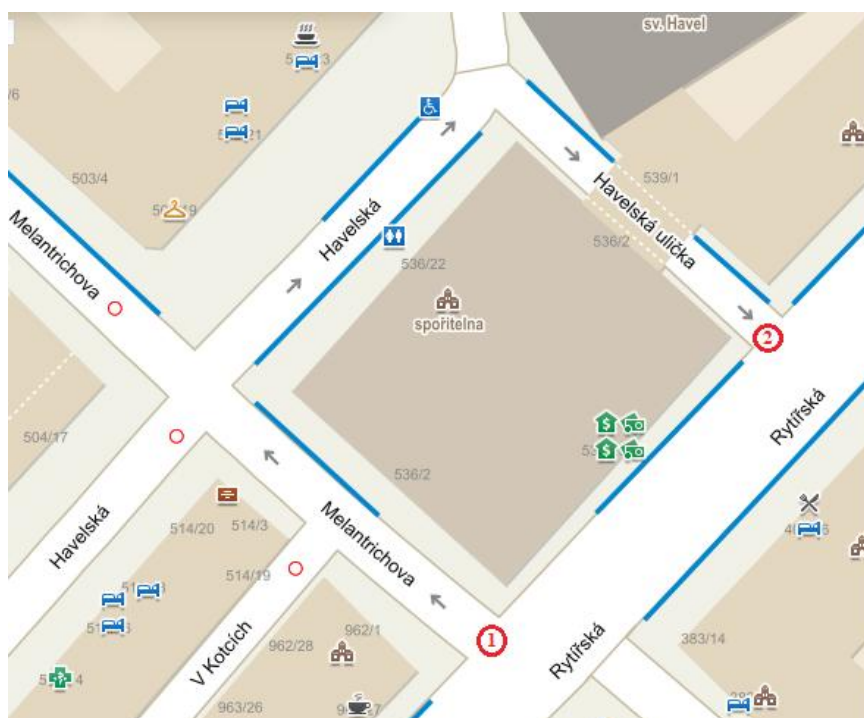 sv. Havel
503/4
Melantrichova
Havelská
539/1
Havelská ulička
536/2
536/22
spořitelna
2
Rytířská
504/17
536/2
514/20
514/3
514/19
Havelská
Melantrichova
V Kotcích
962/28
962/1
963/26
1
Rytířská
383/14